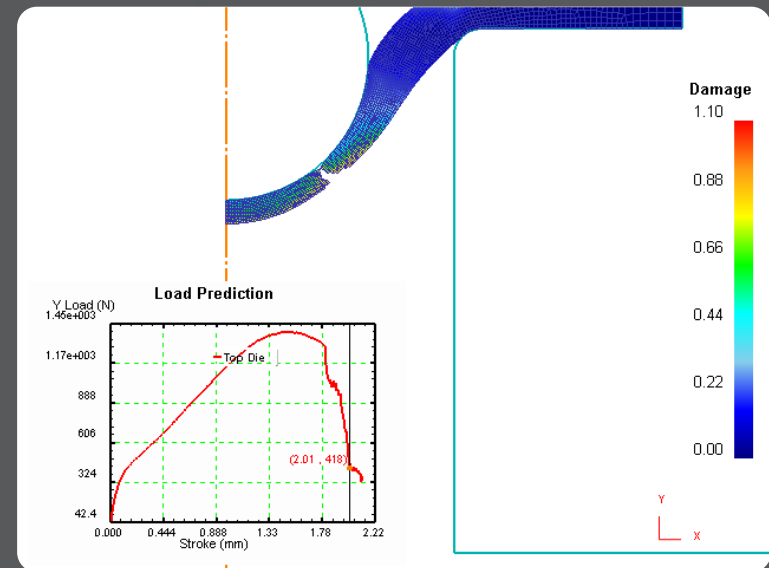 Damage
1.10
0.88
0.66
0.44
0.22
0.00
Load Prediction
Y Load (N)
1.45e+003
1.17e+003
888
606
324
42.4
Top Die
(2.01 , 418)
0.000 0.444 0.888 1.33 1.78 2.22
Stroke (mm)
Y
X